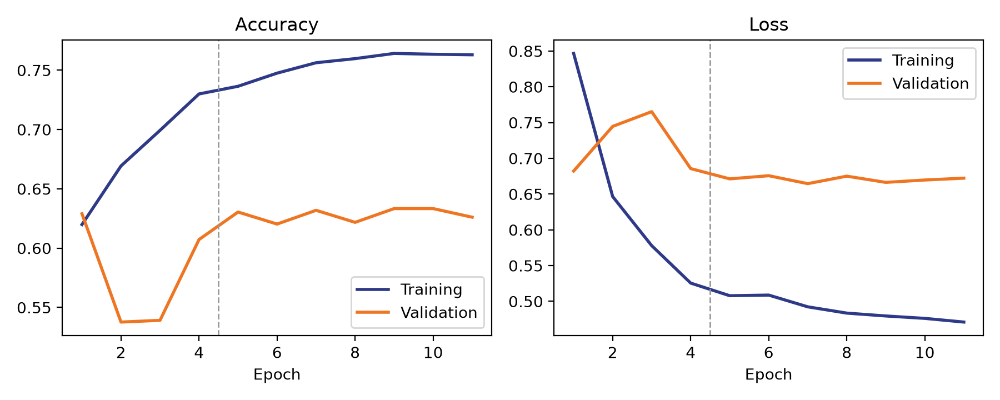 Accuracy
0.75
0.70
0.65
0.60
0.55
2 4 6 8 10
Epoch
Training
Validation
Loss
0.85
0.80
0.75
0.70
0.65
0.60
0.55
0.50
2 4 6 8 10
Epoch
Training
Validation